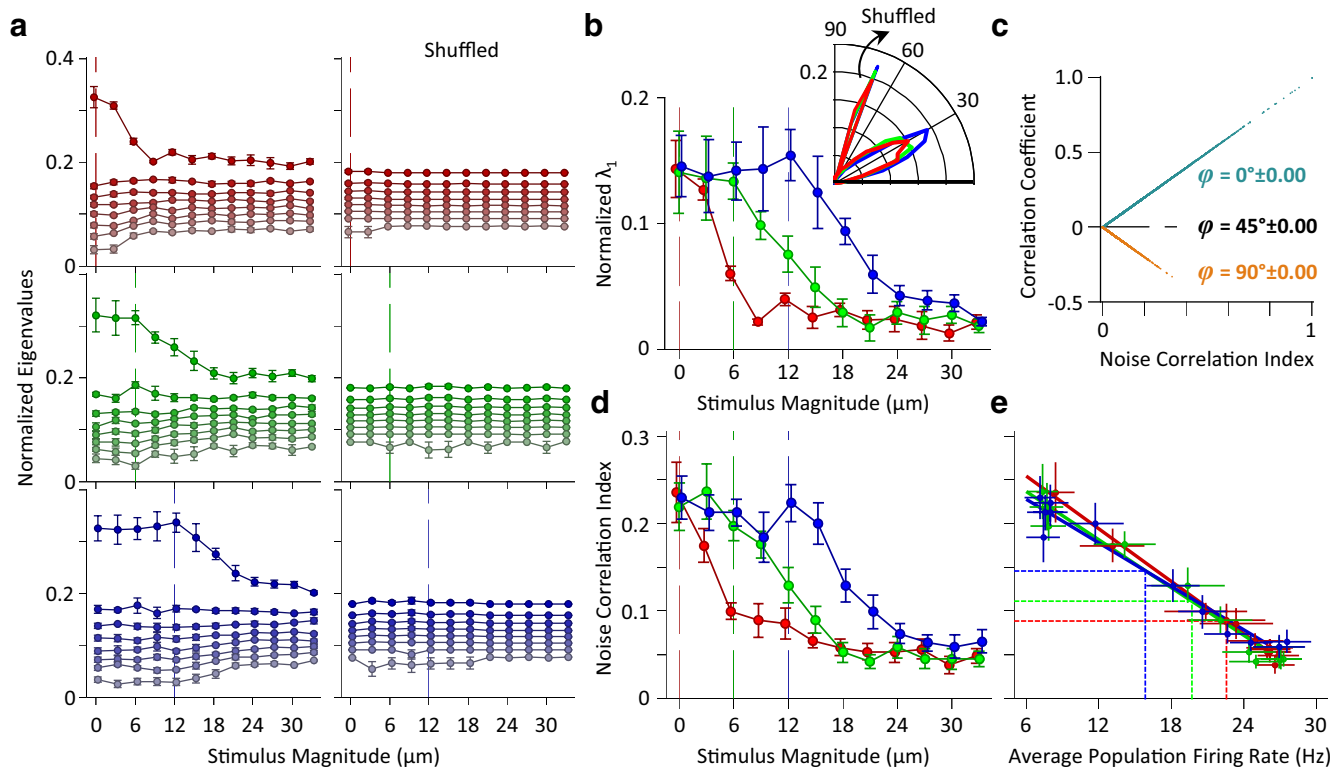 a
Shuffled
Normalized Eigenvalues
0.4
0.2
0
0.2
0
0.2
0
0 6 12 18 24 30
0 6 12 18 24 30
Stimulus Magnitude (µm)
b
Shuffled
90
60
30
0.2
Normalized λ1
0.2
0.1
0
0 6 12 18 24 30
Stimulus Magnitude (µm)
c
Correlation Coefficient
1.0
0.5
0
-0.5
φ = 0°±0.00
φ = 45°±0.00
φ = 90°±0.00
0 1
Noise Correlation Index
d
Noise Correlation Index
0.3
0.2
0.1
0
0 6 12 18 24 30
Stimulus Magnitude (µm)
e
6 12 18 24 30
Average Population Firing Rate (Hz)